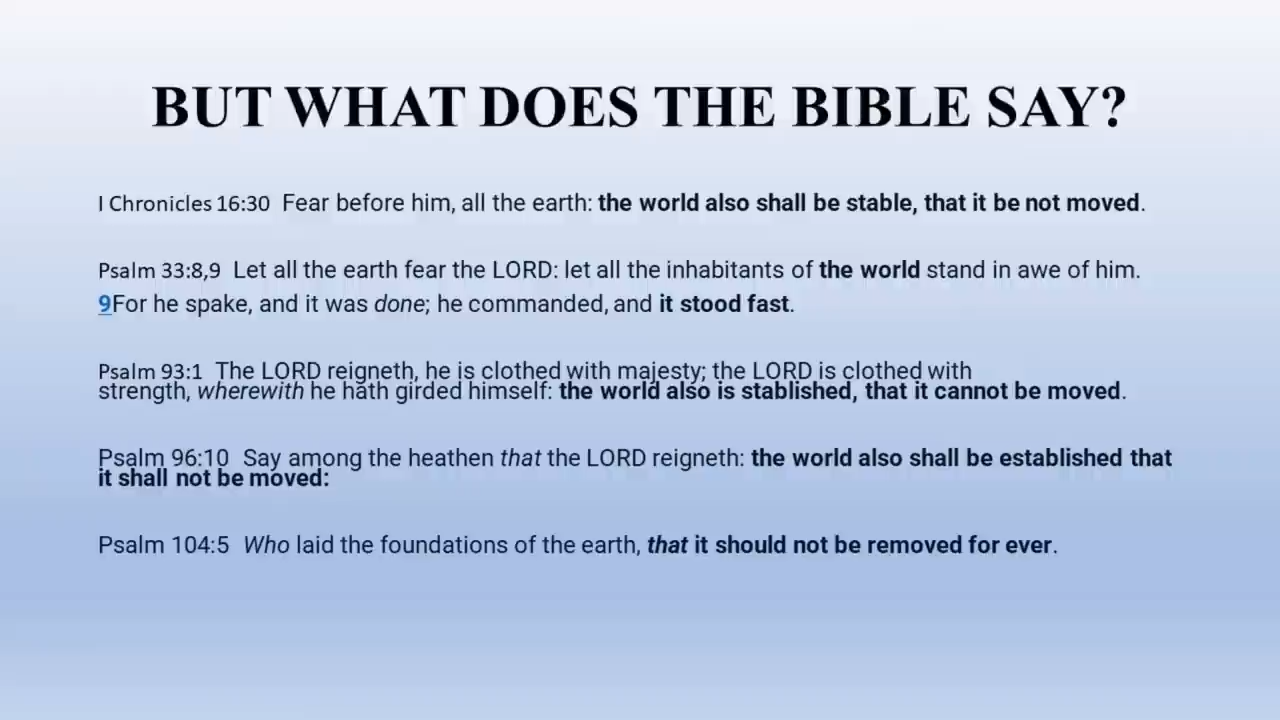 BUT WHAT DOES THE BIBLE SAY?
I Chronicles 16:30 Fear before him, all the earth: the world also shall be stable, that it be not moved.
Psalm 33:8,9 Let all the earth fear the LORD: let all the inhabitants of the world stand in awe of him.
9For he spake, and it was done; he commanded, and it stood fast.
Psalm 93:1 The LORD reigneth, he is clothed with majesty; the LORD is clothed with
strength, wherewith he hath girded himself: the world also is stablished, that it cannot be moved.
Psalm 96:10 Say among the heathen that the LORD reigneth: the world also shall be established that
it shall not be moved:
Psalm 104:5 Who laid the foundations of the earth, that it should not be removed for ever.